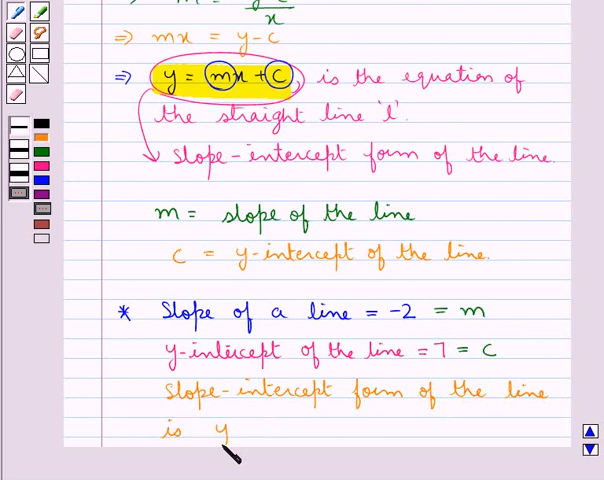 ⇒ m = y-c/x
⇒ mx = y-c
⇒ y = mx + c, is the equation of
the straight line 'l'.
Slope-intercept form of the line.
m = slope of the line
c = y-intercept of the line.
* Slope of a line = -2 = m
y-intercept of the line = 7 = c
Slope-intercept form of the line
is y